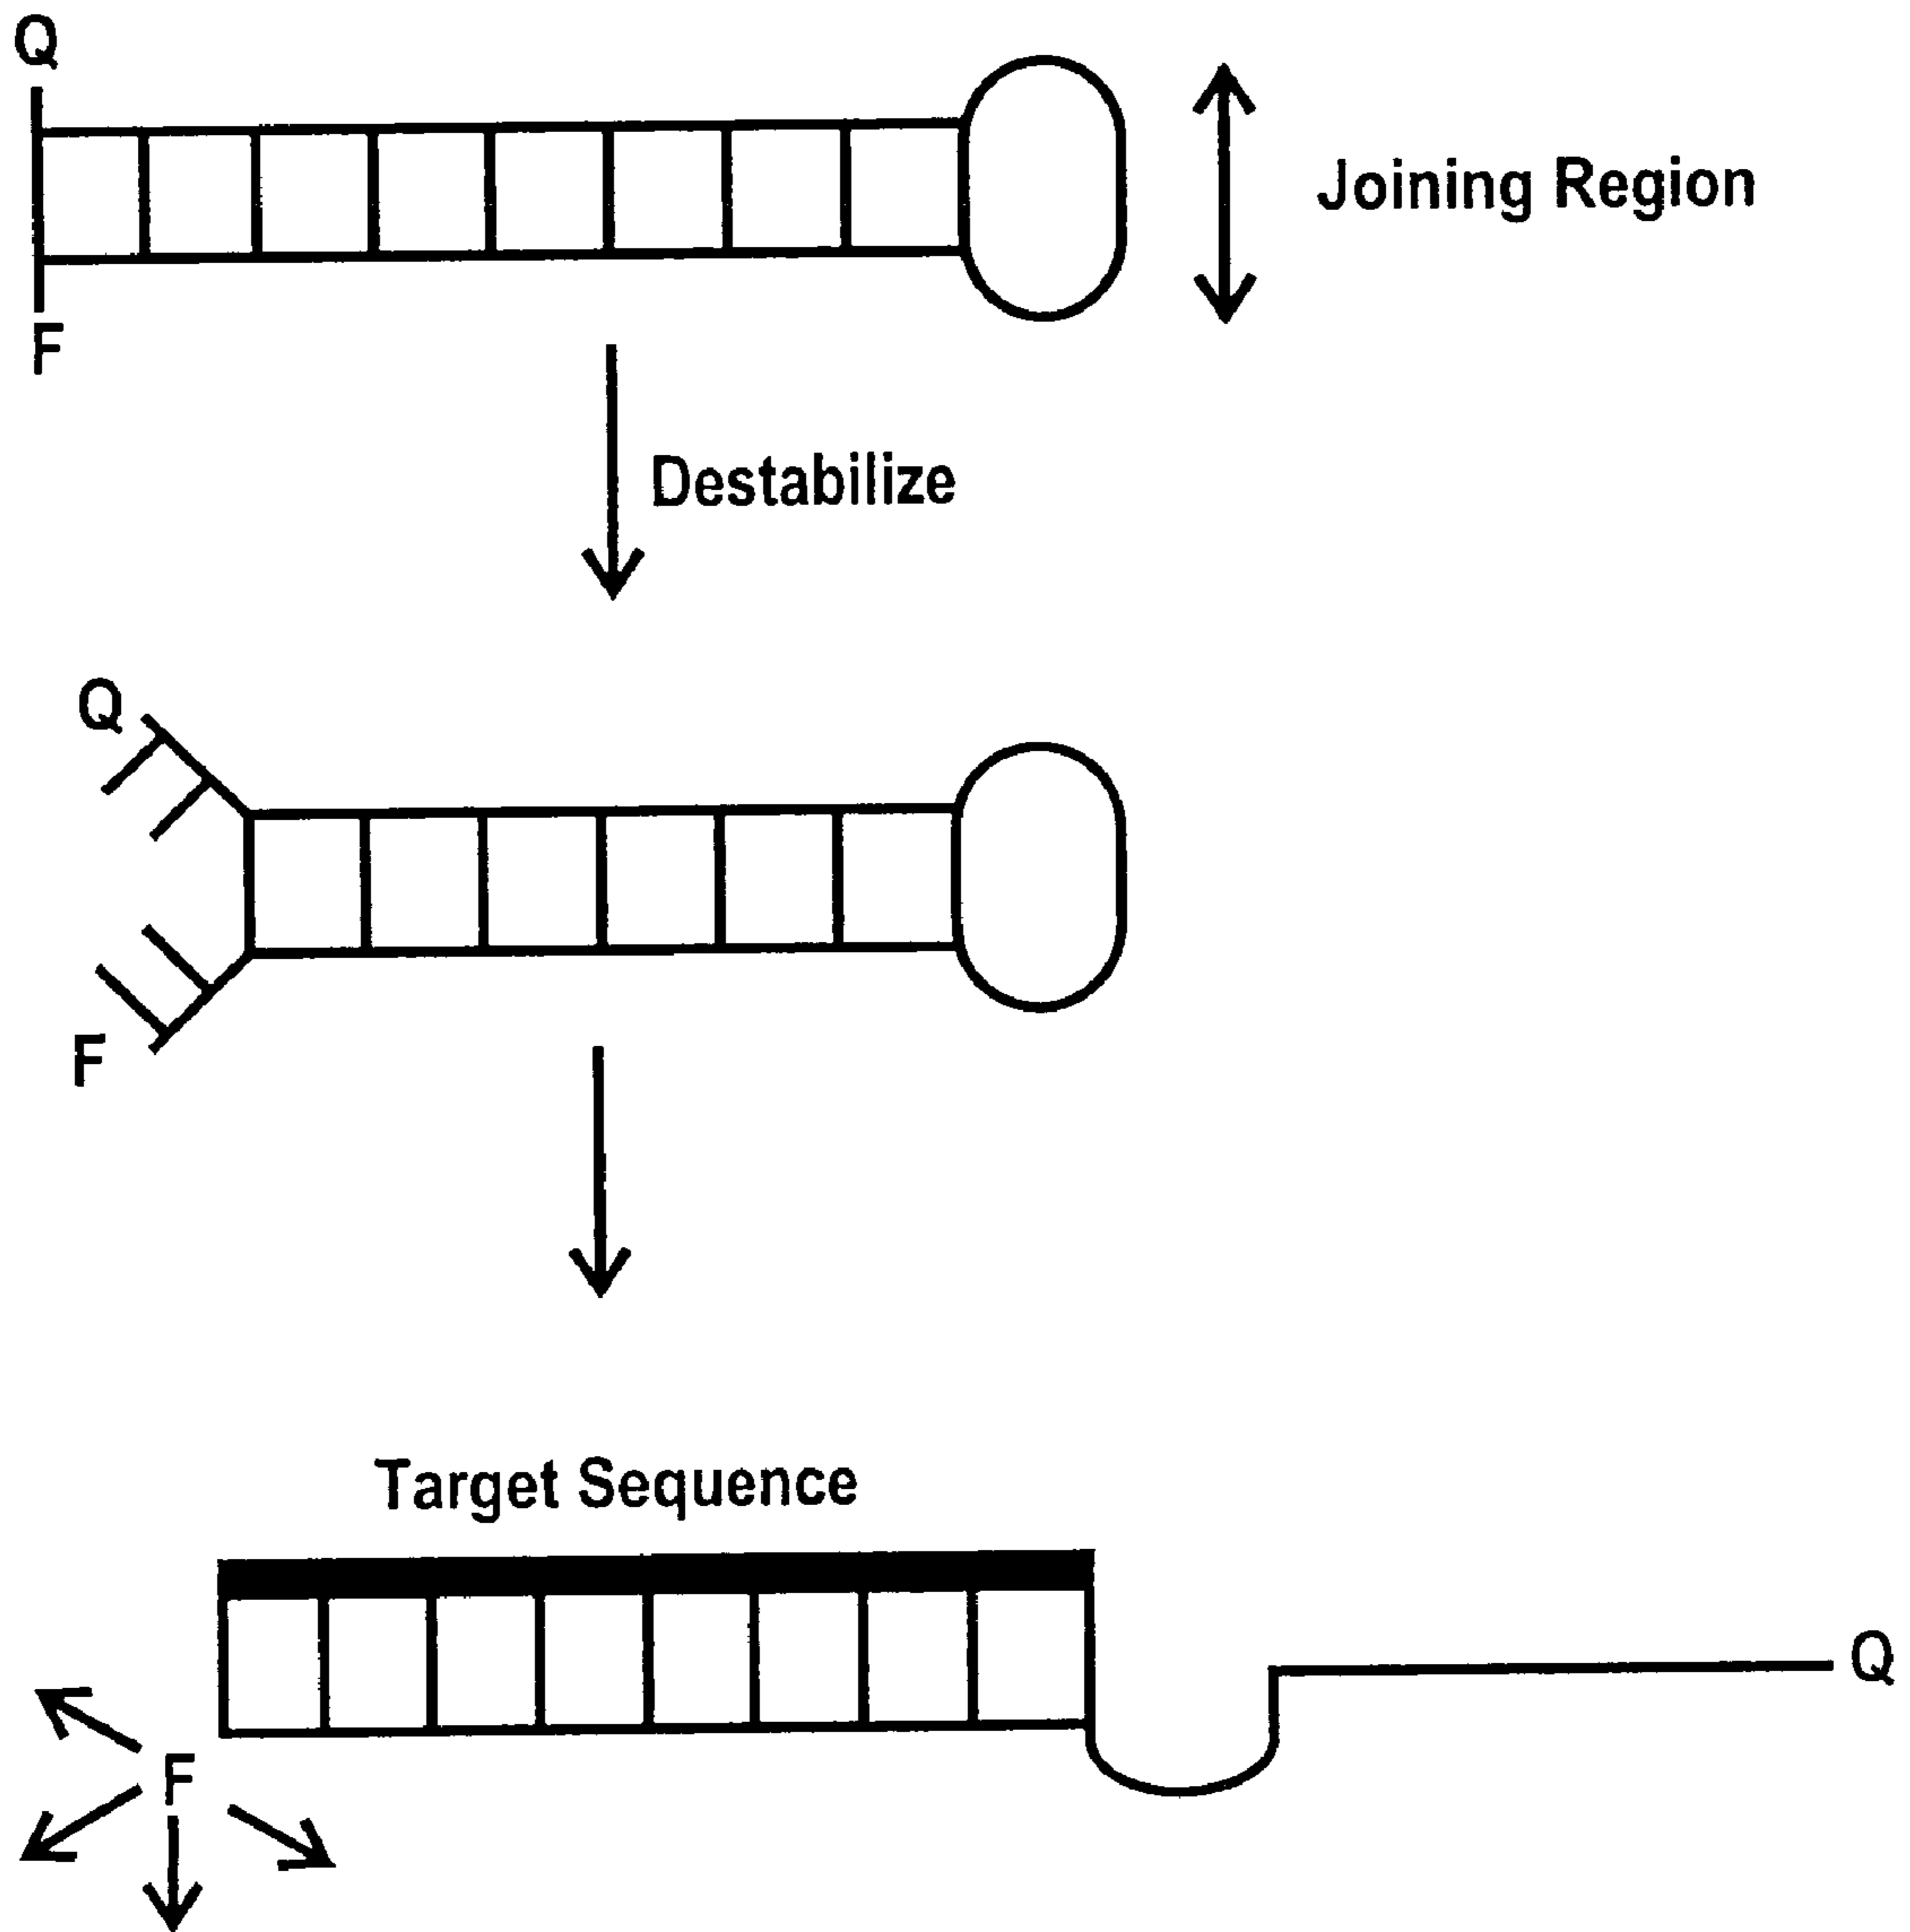 Q
Joining Region
F
Destabilize
Q
F
Target Sequence
Q
F